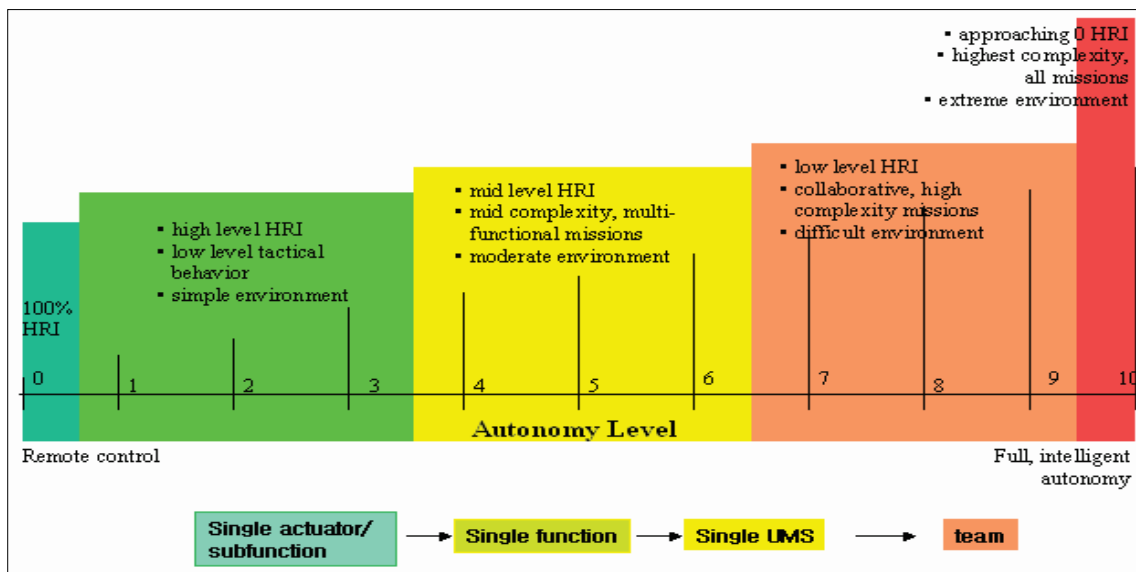 ▪ approaching 0 HRI
▪ highest complexity,
all missions
▪ extreme environment
▪ low level HRI
▪ collaborative, high
complexity missions
▪ difficult environment
▪ mid level HRI
▪ mid complexity, multi-
functional missions
▪ moderate environment
▪ high level HRI
▪ low level tactical
behavior
▪ simple environment
100%
HRI
0 1 2 3 4 5 6 7 8 9 10
Autonomy Level
Remote control
Full, intelligent
autonomy
Single actuator/
subfunction
Single function
Single UMS
team